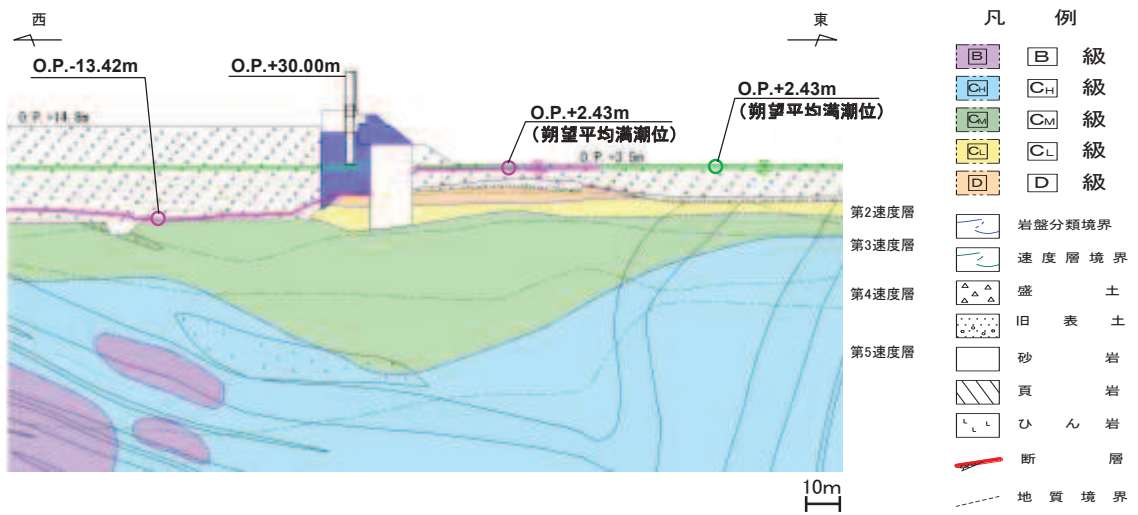 西
東
O.P.-13.42m
O.P.+30.00m
O.P.+2.43m
(朔望平均満潮位)
O.P.+2.43m
(朔望平均満潮位)
O.P.+14.8m
第2速度層
第3速度層
第4速度層
第5速度層
10m
凡 例
B B 級
CH CH 級
CM CM 級
CL CL 級
D D 級
岩盤分類境界
速度層境界
盛 土
旧 表 土
砂 岩
頁 岩
ひ ん 岩
断 層
地 質 境 界